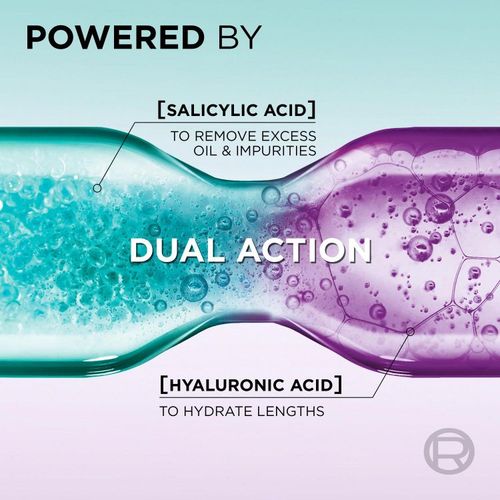 POWERED BY
[SALICYLIC ACID]
TO REMOVE EXCESS
OIL & IMPURITIES
DUAL ACTION
[HYALURONIC ACID]
TO HYDRATE LENGTHS
R